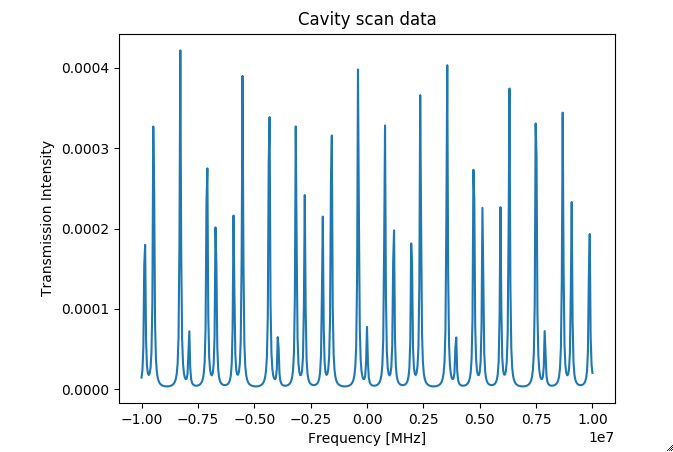 Cavity scan data
Transmission Intensity
0.0004
0.0003
0.0002
0.0001
0.0000
−1.00 −0.75 −0.50 −0.25 0.00 0.25 0.50 0.75 1.00
1e7
Frequency [MHz]